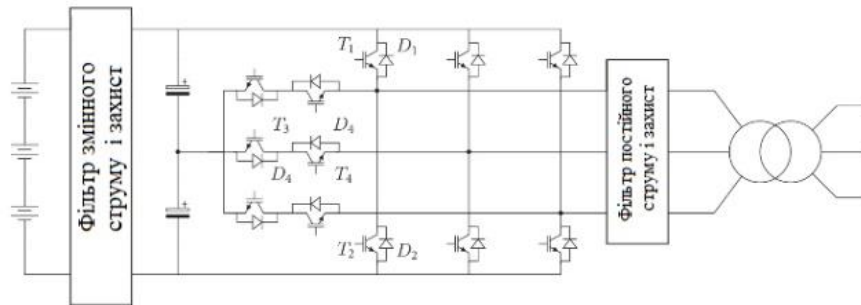 Фільтр змінного
струму і захист
T₁ D₁
T₃ D₄
D₄ T₄
T₂ D₂
Фільтр постійного
струму і захист